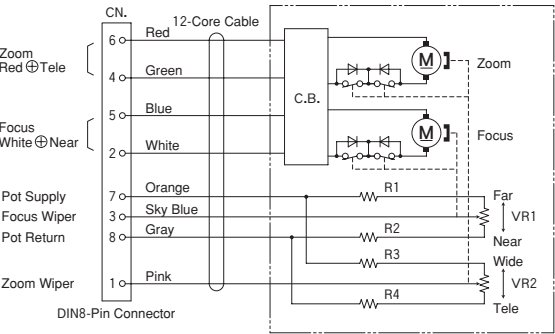 CN.
12-Core Cable
Zoom
Red ⊕ Tele
6 Red
4 Green
C.B.
M
Zoom
Focus
White ⊕ Near
5 Blue
2 White
M
Focus
Pot Supply 7 Orange R1 Far
Focus Wiper 3 Sky Blue VR1
Pot Return 8 Gray R2 Near
R3 Wide
Zoom Wiper 1 Pink VR2
R4 Tele
DIN8-Pin Connector